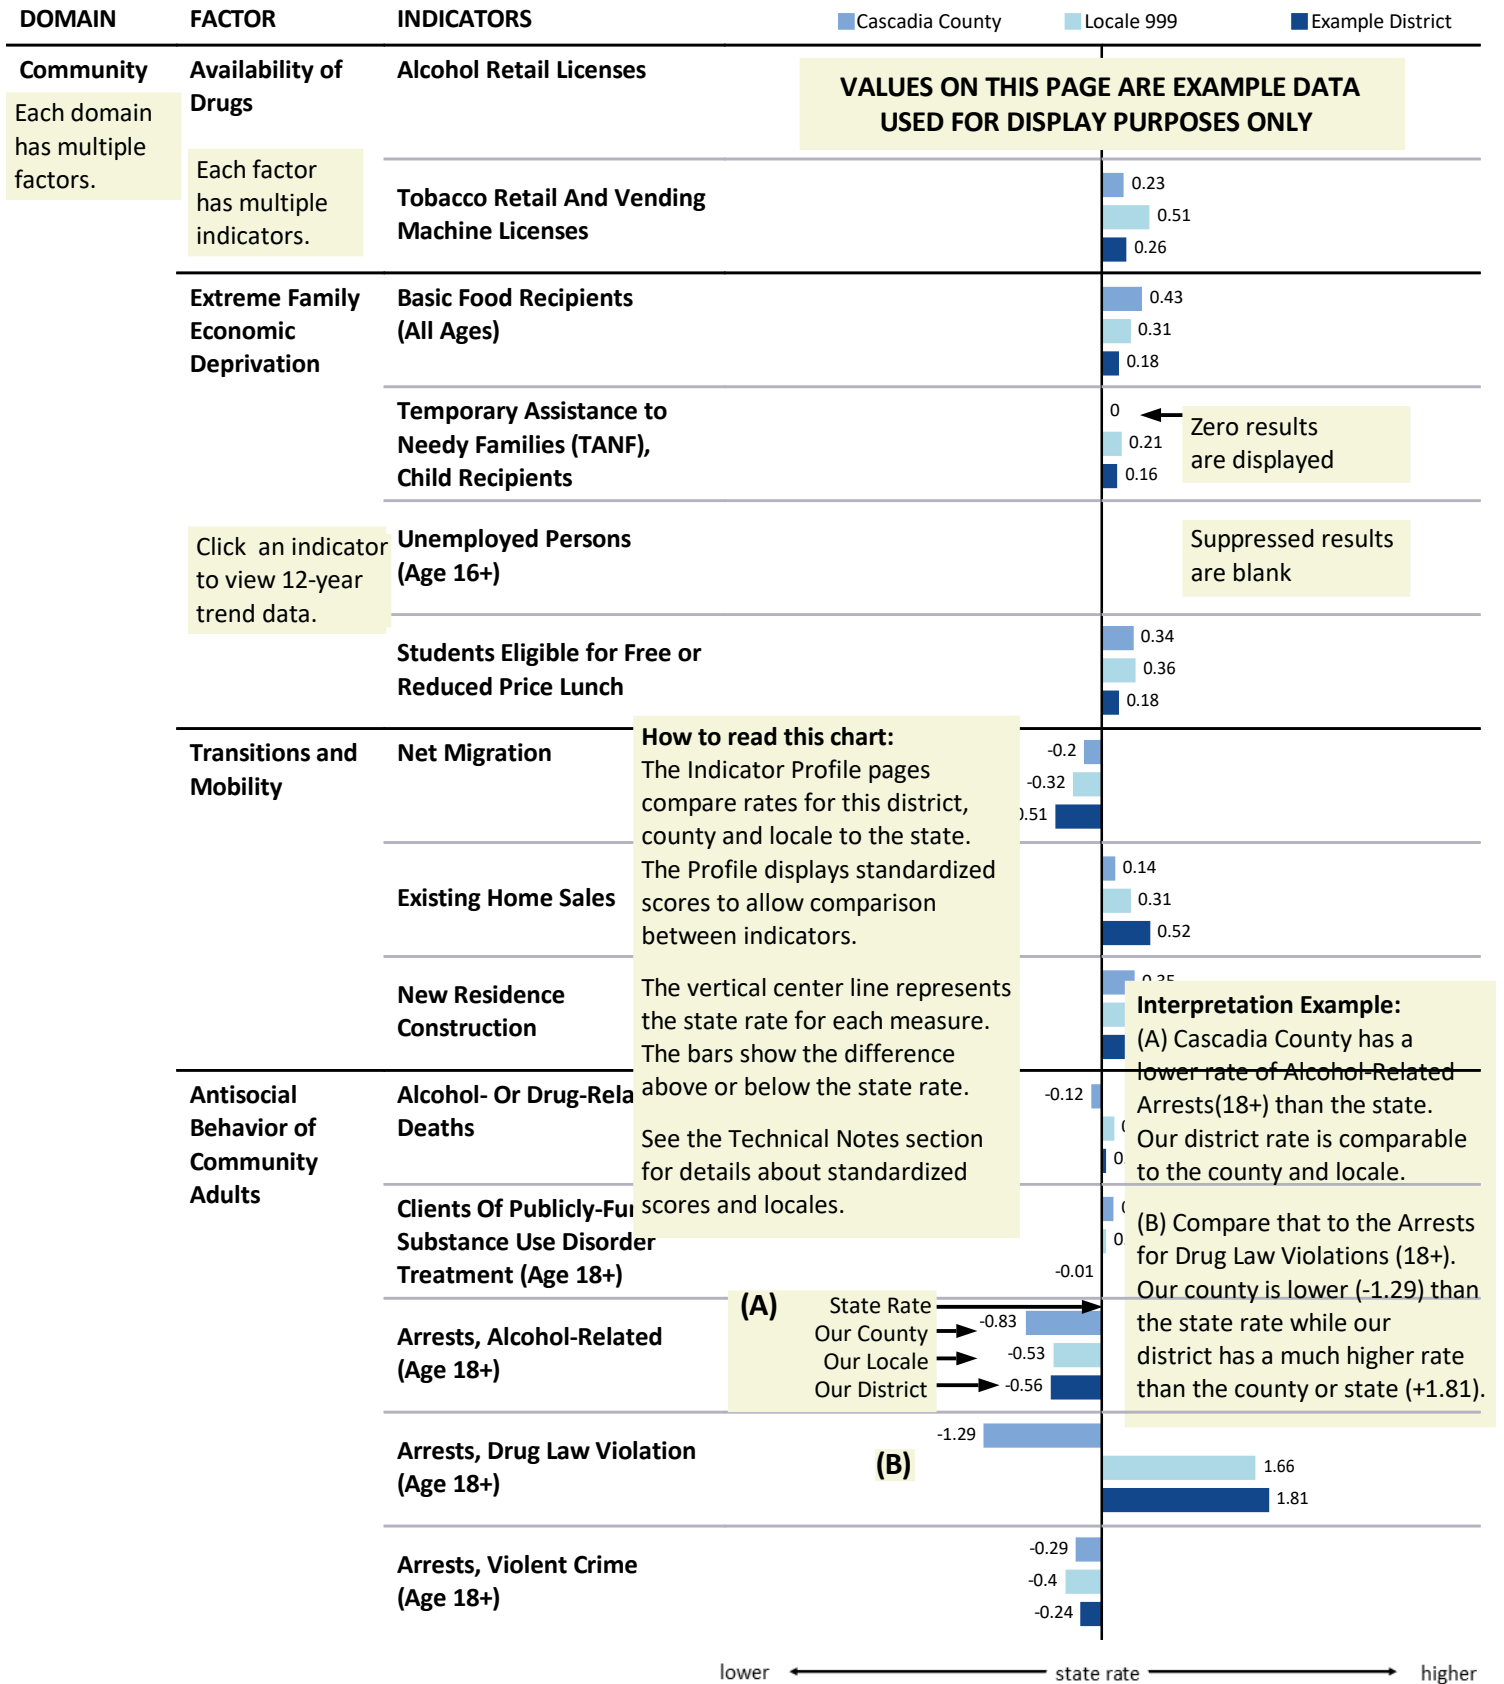 DOMAIN FACTOR INDICATORS Cascadia County Locale 999 Example District
Community
Each domain
has multiple
factors.
Availability of
Drugs
Each factor
has multiple
indicators.
Alcohol Retail Licenses
VALUES ON THIS PAGE ARE EXAMPLE DATA
USED FOR DISPLAY PURPOSES ONLY
Tobacco Retail And Vending
Machine Licenses
0.23
0.51
0.26
Extreme Family
Economic
Deprivation
Basic Food Recipients
(All Ages)
0.43
0.31
0.18
Temporary Assistance to
Needy Families (TANF),
Child Recipients
0
0.21
0.16
Zero results
are displayed
Click an indicator
to view 12-year
trend data.
Unemployed Persons
(Age 16+)
Suppressed results
are blank
Students Eligible for Free or
Reduced Price Lunch
0.34
0.36
0.18
Transitions and
Mobility
Net Migration
-0.2
-0.32
0.51
How to read this chart:
The Indicator Profile pages
compare rates for this district,
county and locale to the state.
The Profile displays standardized
scores to allow comparison
between indicators.
The vertical center line represents
the state rate for each measure.
The bars show the difference
above or below the state rate.
See the Technical Notes section
for details about standardized
scores and locales.
Existing Home Sales
0.14
0.31
0.52
New Residence
Construction
0.35
Interpretation Example:
(A) Cascadia County has a
lower rate of Alcohol-Related
Arrests(18+) than the state.
Our district rate is comparable
to the county and locale.
(B) Compare that to the Arrests
for Drug Law Violations (18+).
Our county is lower (-1.29) than
the state rate while our
district has a much higher rate
than the county or state (+1.81).
Antisocial
Behavior of
Community
Adults
Alcohol- Or Drug-Rela
Deaths
-0.12
Clients Of Publicly-Fu
Substance Use Disorder
Treatment (Age 18+)
-0.01
Arrests, Alcohol-Related
(Age 18+)
(A) State Rate
Our County
Our Locale
Our District
-0.83
-0.53
-0.56
Arrests, Drug Law Violation
(Age 18+)
(B)
-1.29
1.66
1.81
Arrests, Violent Crime
(Age 18+)
-0.29
-0.4
-0.24
lower state rate higher